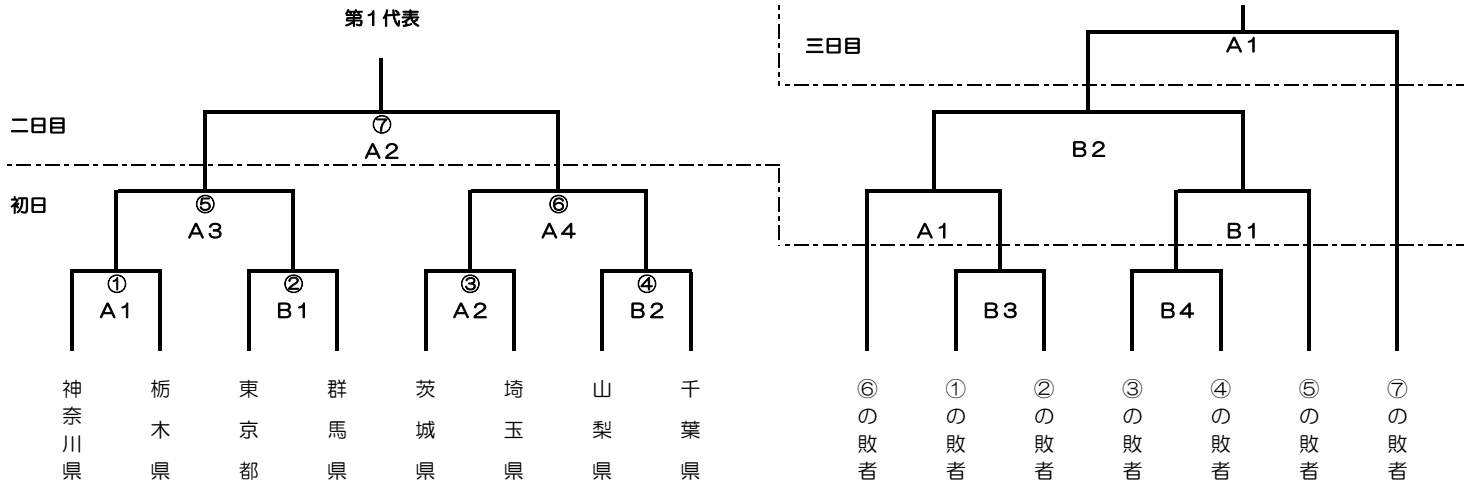 第１代表
三日目
Ａ１
二日目
⑦
Ａ２
Ｂ２
初日
⑤
Ａ３
⑥
Ａ４
Ａ１
Ｂ１
①
Ａ１
②
Ｂ１
③
Ａ２
④
Ｂ２
Ｂ３
Ｂ４
神奈川県
栃木県
東京都
群馬県
茨城県
埼玉県
山梨県
千葉県
⑥の敗者
①の敗者
②の敗者
③の敗者
④の敗者
⑤の敗者
⑦の敗者